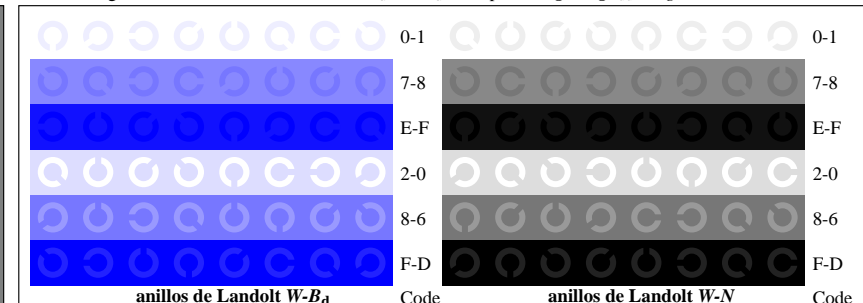 0-1 0-1
7-8 7-8
E-F E-F
2-0 2-0
8-6 8-6
F-D F-D
anillos de Landolt W-Bd Code anillos de Landolt W-N Code